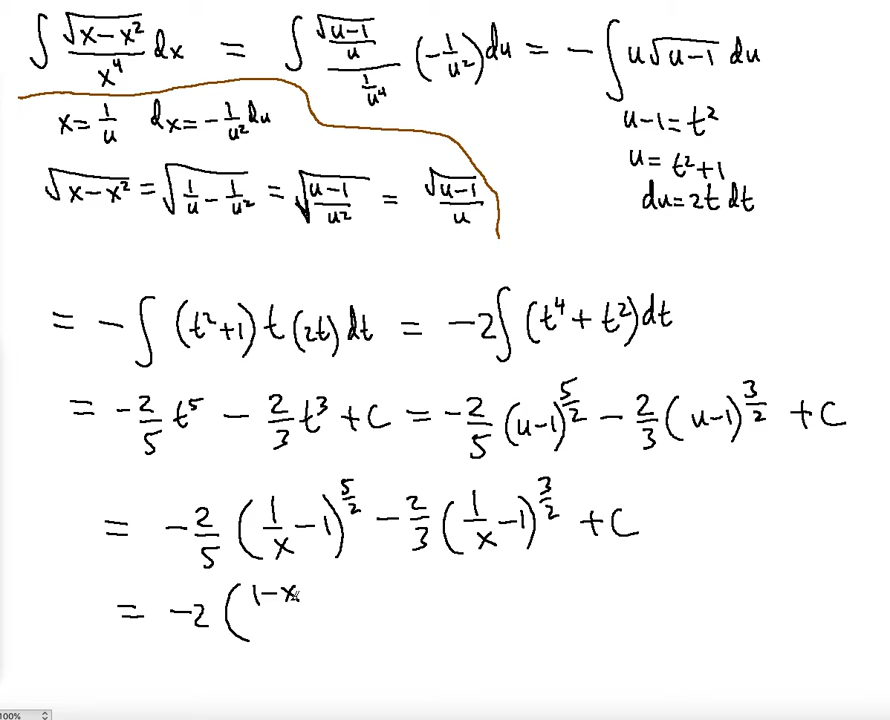 ∫ √(x−x²)/x⁴ dx = ∫ (√(u−1)/u)/(1/u⁴) (−1/u²) du = −∫ u√(u−1) du
x = 1/u dx = −1/u² du
u−1 = t²
u = t²+1
√(x−x²) = √(1/u − 1/u²) = √((u−1)/u²) = √(u−1)/u
du = 2t dt
= −∫ (t²+1) t (2t) dt = −2∫ (t⁴ + t²) dt
= −2/5 t⁵ − 2/3 t³ + C = −2/5 (u−1)^(5/2) − 2/3 (u−1)^(3/2) + C
= −2/5 (1/x − 1)^(5/2) − 2/3 (1/x − 1)^(3/2) + C
= −2 (1−x
100%